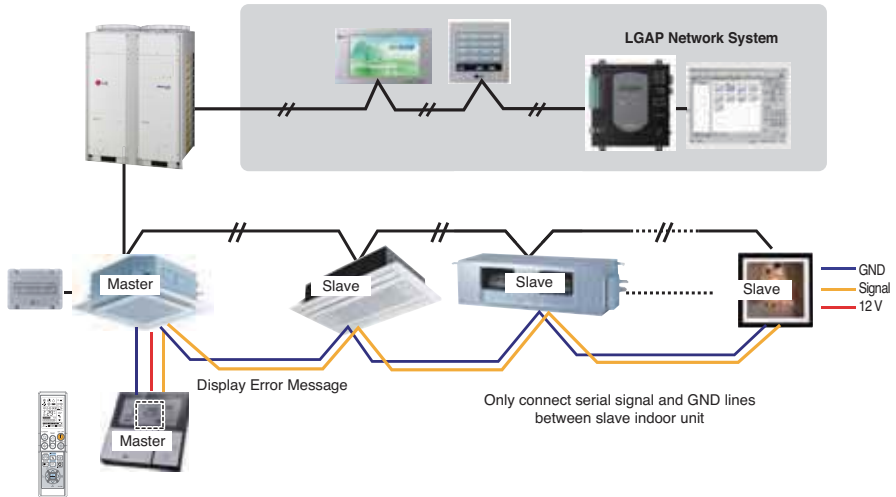 LGAP Network System
Master
Slave
Slave
Slave
GND
Signal
12 V
Display Error Message
Master
Only connect serial signal and GND lines
between slave indoor unit